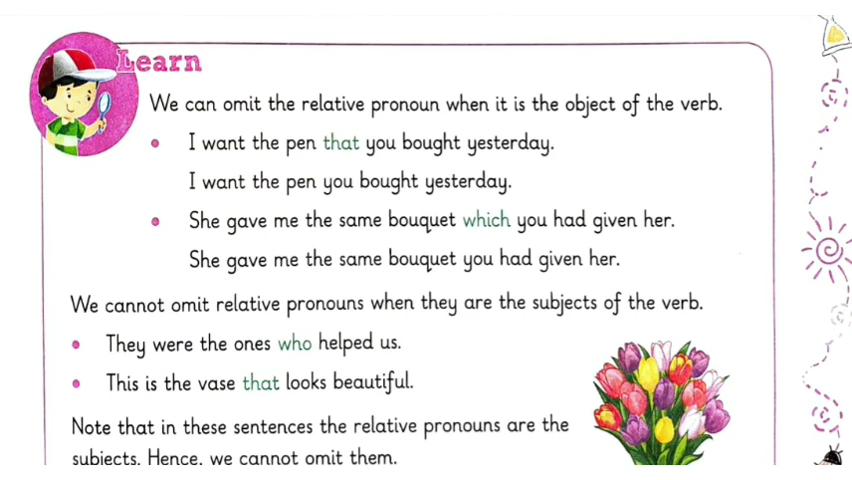 Learn
We can omit the relative pronoun when it is the object of the verb.
• I want the pen that you bought yesterday.
I want the pen you bought yesterday.
• She gave me the same bouquet which you had given her.
She gave me the same bouquet you had given her.
We cannot omit relative pronouns when they are the subjects of the verb.
• They were the ones who helped us.
• This is the vase that looks beautiful.
Note that in these sentences the relative pronouns are the
subjects. Hence, we cannot omit them.